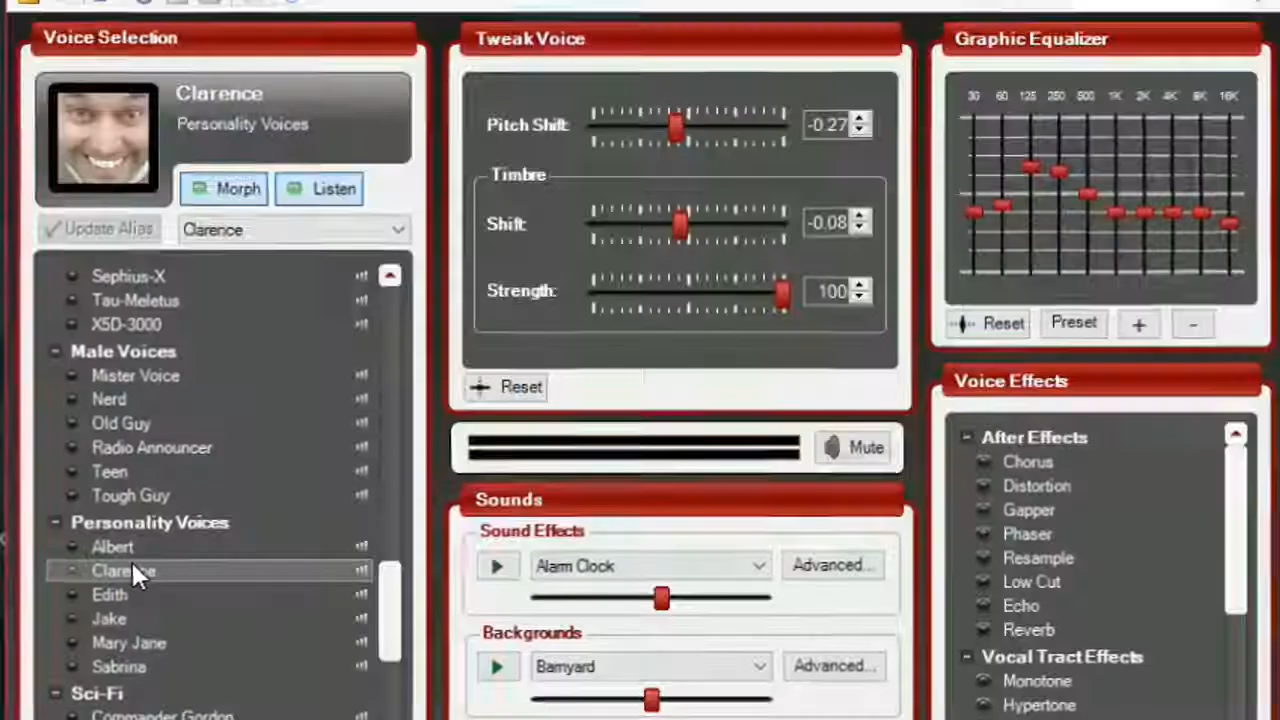 Voice Selection
Clarence
Personality Voices
Morph
Listen
Update Alias
Clarence
Sephius-X
Tau-Meletus
X5D-3000
Male Voices
Mister Voice
Nerd
Old Guy
Radio Announcer
Teen
Tough Guy
Personality Voices
Albert
Clarence
Edith
Jake
Mary Jane
Sabrina
Sci-Fi
Commander Gordon
Tweak Voice
Pitch Shift:
-0.27
Timbre
Shift:
-0.08
Strength:
100
Reset
Mute
Sounds
Sound Effects
Alarm Clock
Advanced...
Backgrounds
Barnyard
Advanced...
Graphic Equalizer
30 60 125 250 500 1K 2K 4K 8K 16K
Reset
Preset
+
-
Voice Effects
After Effects
Chorus
Distortion
Gapper
Phaser
Resample
Low Cut
Echo
Reverb
Vocal Tract Effects
Monotone
Hypertone